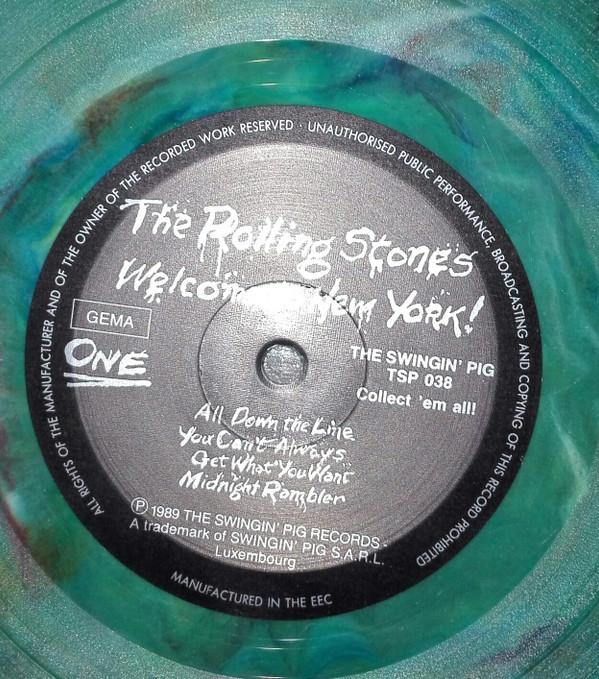 ALL RIGHTS OF THE MANUFACTURER AND OF THE OWNER OF THE RECORDED WORK RESERVED · UNAUTHORISED PUBLIC PERFORMANCE, BROADCASTING AND COPYING OF THIS RECORD PROHIBITED
The Rolling Stones
Welcom New York!
GEMA
ONE
THE SWINGIN' PIG
TSP 038
Collect 'em all!
All Down the Line
You Can't Always
Get What You Want
Midnight Rambler
Ⓟ 1989 THE SWINGIN' PIG RECORDS -
A trademark of SWINGIN' PIG S.A.R.L.
Luxembourg
MANUFACTURED IN THE EEC